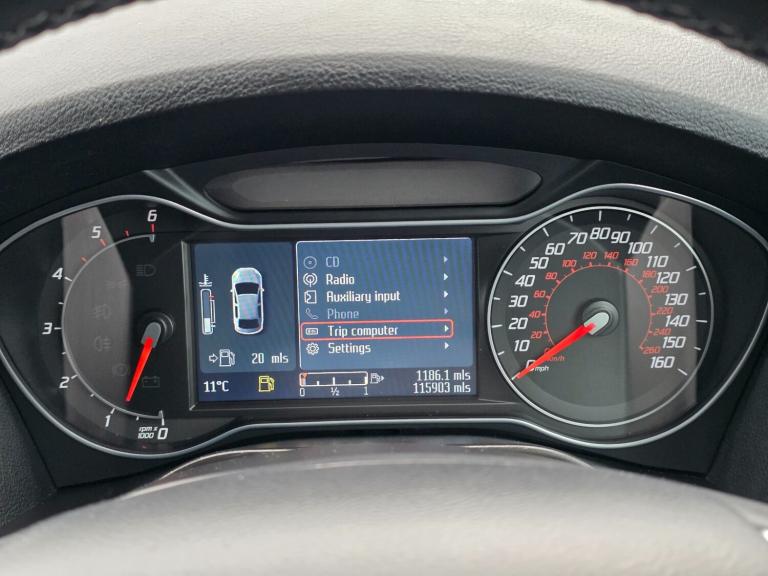 6
5
4
3
2
1
0
rpm x
1000
CD
Radio
Auxiliary input
Phone
Trip computer
Settings
20 mls
11°C
0 ½ 1
1186.1 mls
115903 mls
0
10
20
30
40
50
60
70
80
90
100
110
120
130
140
150
160
mph
20
40
60
80
100
120
140
160
180
200
220
240
260
km/h